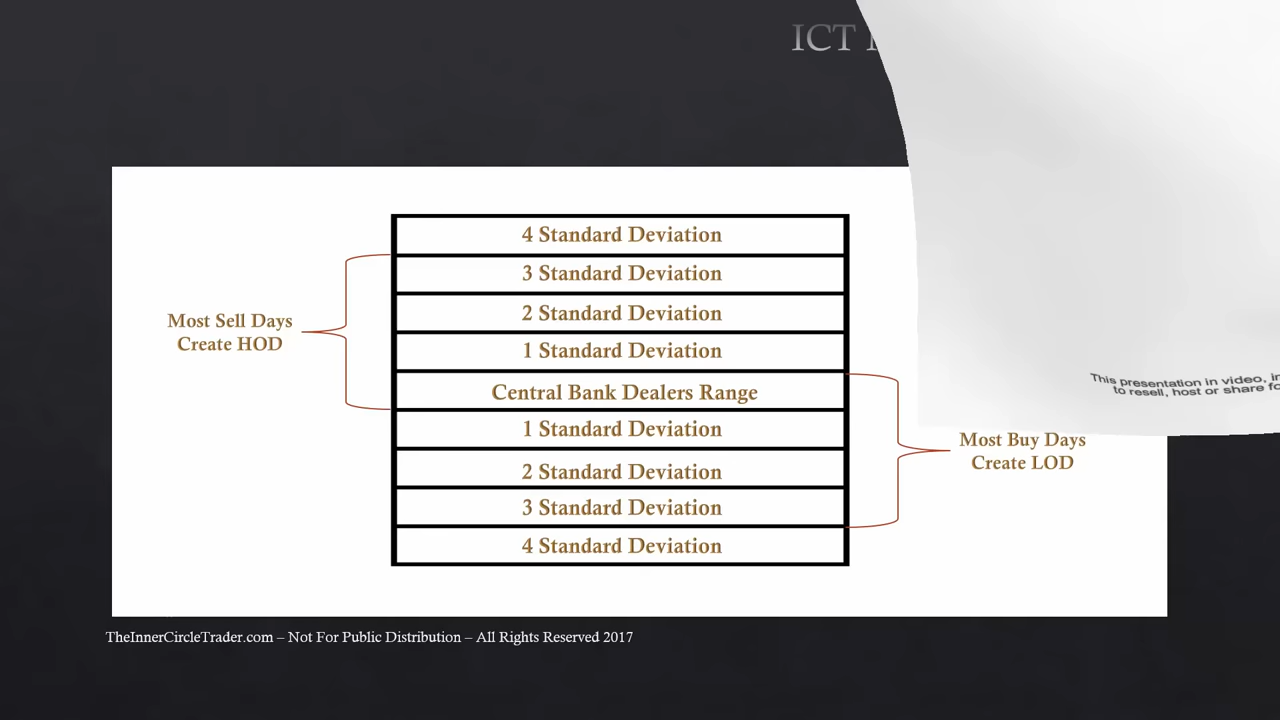 ICT
4 Standard Deviation
3 Standard Deviation
2 Standard Deviation
1 Standard Deviation
Most Sell Days
Create HOD
Central Bank Dealers Range
1 Standard Deviation
2 Standard Deviation
3 Standard Deviation
4 Standard Deviation
Most Buy Days
Create LOD
This presentation in video,
to resell, host or share
TheInnerCircleTrader.com – Not For Public Distribution – All Rights Reserved 2017